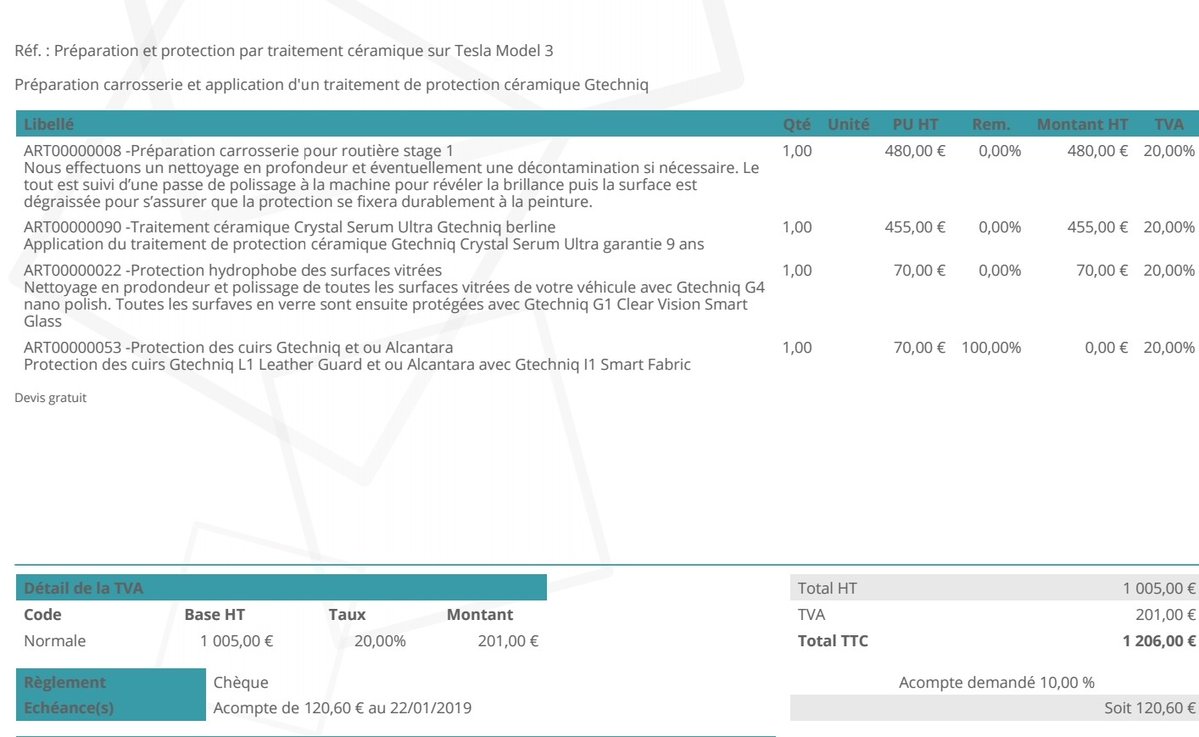 Réf. : Préparation et protection par traitement céramique sur Tesla Model 3
Préparation carrosserie et application d'un traitement de protection céramique Gtechniq
Libellé Qté Unité PU HT Rem. Montant HT TVA
ART00000008 -Préparation carrosserie pour routière stage 1 1,00 480,00 € 0,00% 480,00 € 20,00%
Nous effectuons un nettoyage en profondeur et éventuellement une décontamination si nécessaire. Le
tout est suivi d’une passe de polissage à la machine pour révéler la brillance puis la surface est
dégraissée pour s’assurer que la protection se fixera durablement à la peinture.
ART00000090 -Traitement céramique Crystal Serum Ultra Gtechniq berline 1,00 455,00 € 0,00% 455,00 € 20,00%
Application du traitement de protection céramique Gtechniq Crystal Serum Ultra garantie 9 ans
ART00000022 -Protection hydrophobe des surfaces vitrées 1,00 70,00 € 0,00% 70,00 € 20,00%
Nettoyage en prodondeur et polissage de toutes les surfaces vitrées de votre véhicule avec Gtechniq G4
nano polish. Toutes les surfaves en verre sont ensuite protégées avec Gtechniq G1 Clear Vision Smart
Glass
ART00000053 -Protection des cuirs Gtechniq et ou Alcantara 1,00 70,00 € 100,00% 0,00 € 20,00%
Protection des cuirs Gtechniq L1 Leather Guard et ou Alcantara avec Gtechniq I1 Smart Fabric
Devis gratuit
Détail de la TVA
Code Base HT Taux Montant
Normale 1 005,00 € 20,00% 201,00 €
Total HT 1 005,00 €
TVA 201,00 €
Total TTC 1 206,00 €
Règlement Chèque
Echéance(s) Acompte de 120,60 € au 22/01/2019
Acompte demandé 10,00 %
Soit 120,60 €